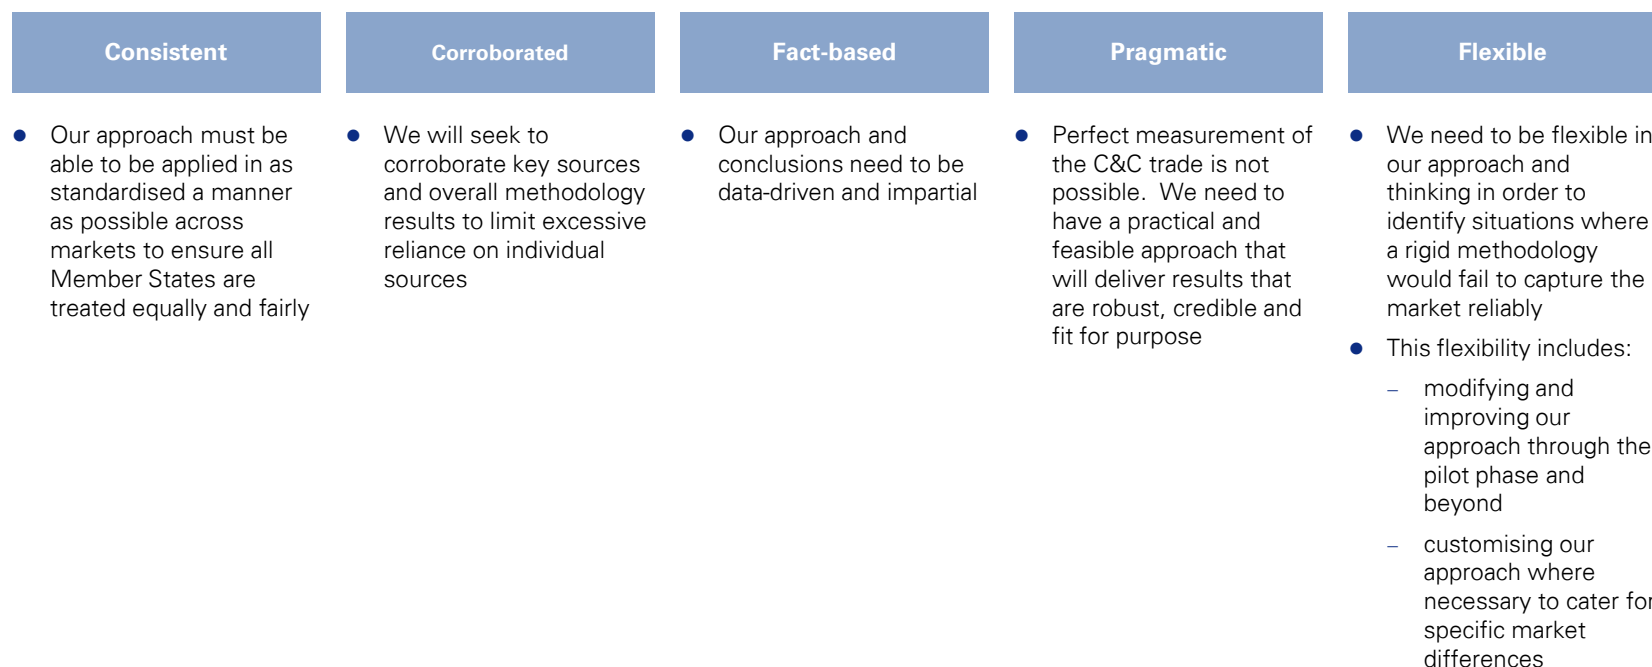 Consistent
Our approach must be
able to be applied in as
standardised a manner
as possible across
markets to ensure all
Member States are
treated equally and fairly
Corroborated
We will seek to
corroborate key sources
and overall methodology
results to limit excessive
reliance on individual
sources
Fact-based
Our approach and
conclusions need to be
data-driven and impartial
Pragmatic
Perfect measurement of
the C&C trade is not
possible. We need to
have a practical and
feasible approach that
will deliver results that
are robust, credible and
fit for purpose
Flexible
We need to be flexible in
our approach and
thinking in order to
identify situations where
a rigid methodology
would fail to capture the
market reliably
This flexibility includes:
– modifying and
improving our
approach through the
pilot phase and
beyond
– customising our
approach where
necessary to cater for
specific market
differences